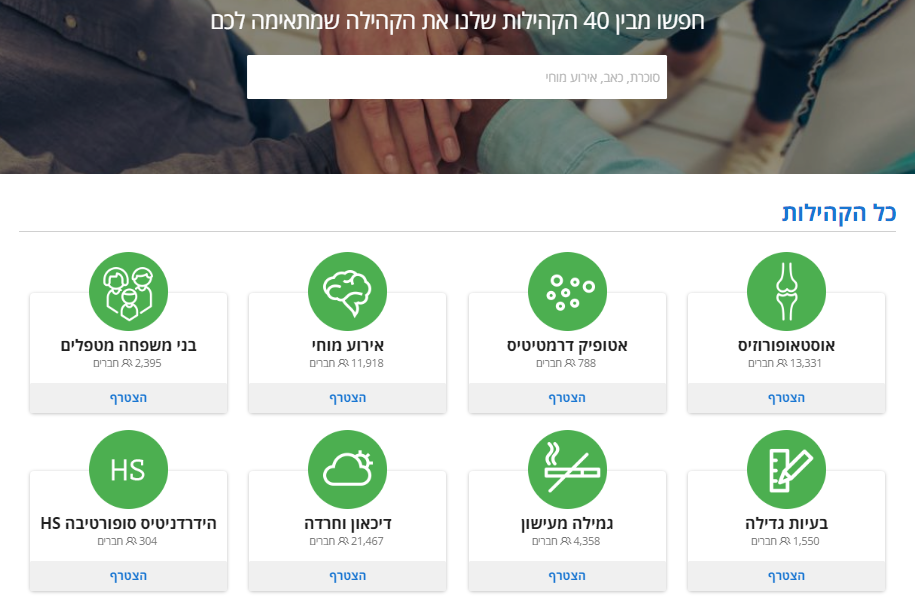 חפשו מבין 40 הקהילות שלנו את הקהילה שמתאימה לכם
סוכרת, כאב, אירוע מוחי
כל הקהילות
אוסטאופורוזיס
13,331 חברים
הצטרף
אטופיק דרמטיטיס
788 חברים
הצטרף
אירוע מוחי
11,918 חברים
הצטרף
בני משפחה מטפלים
2,395 חברים
הצטרף
בעיות גדילה
1,550 חברים
הצטרף
גמילה מעישון
4,358 חברים
הצטרף
דיכאון וחרדה
21,467 חברים
הצטרף
HS
הידרדניטיס סופורטיבה HS
304 חברים
הצטרף